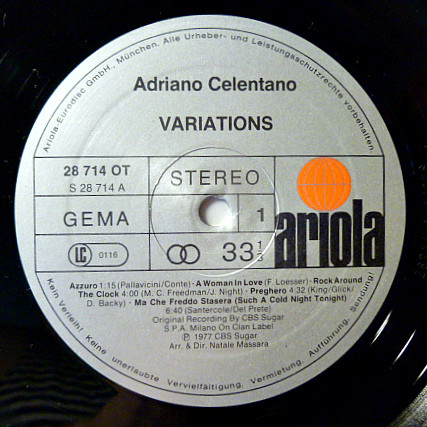 Ariola-Eurodisc GmbH., München. Alle Urheber- und Leistungsschutzrechte vorbehalten.
Adriano Celentano
VARIATIONS
28 714 OT
S 28 714 A
STEREO
GEMA
1
ariola
LC 0116
33 1/3
Azzuro 1:15 (Pallavicini/Conte) · A Woman In Love (F. Loesser) · Rock Around
The Clock 4:00 (M. C. Freedman/J. Night) · Preghero 4:32 (King/Glick/
D. Backy) · Ma Che Freddo Stasera (Such A Cold Night Tonight)
6:40 (Santercole/Del Prete)
Original Recording By CBS Sugar
S.P.A. Milano On Clan Label
Ⓟ 1977 CBS Sugar
Arr. & Dir. Natale Massara
Kein Verleih! Keine unerlaubte Vervielfältigung, Vermietung, Aufführung, Sendung!